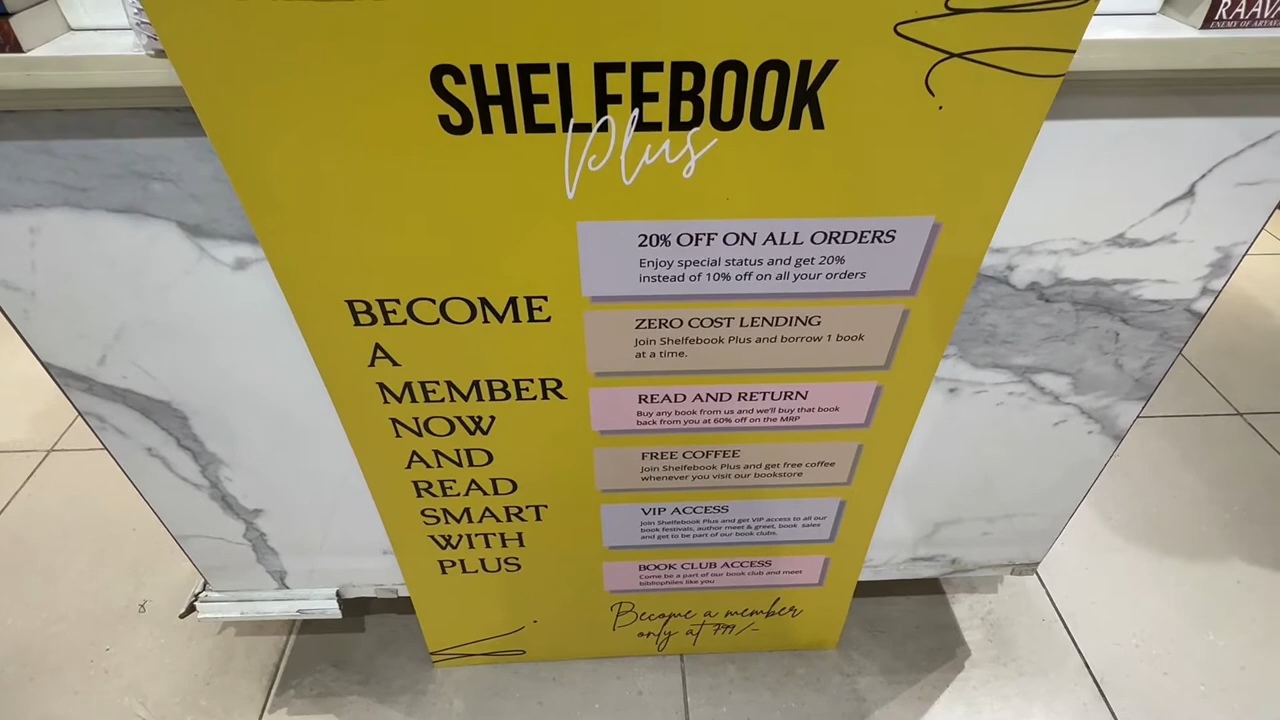 SHELFEBOOK
Plus
BECOME
A
MEMBER
NOW
AND
READ
SMART
WITH
PLUS
20% OFF ON ALL ORDERS
Enjoy special status and get 20%
instead of 10% off on all your orders
ZERO COST LENDING
Join Shelfebook Plus and borrow 1 book
at a time.
READ AND RETURN
Buy any book from us and we'll buy that book
back from you at 60% off on the MRP
FREE COFFEE
Join Shelfebook Plus and get free coffee
whenever you visit our bookstore
VIP ACCESS
Join Shelfebook Plus and get VIP access to all our
book festivals, author meet & greet, book sales
and get to be part of our book clubs.
BOOK CLUB ACCESS
Come be a part of our book club and meet
bibliophiles like you
Become a member
only at 799/-
RAAVA
ENEMY OF ARYAV